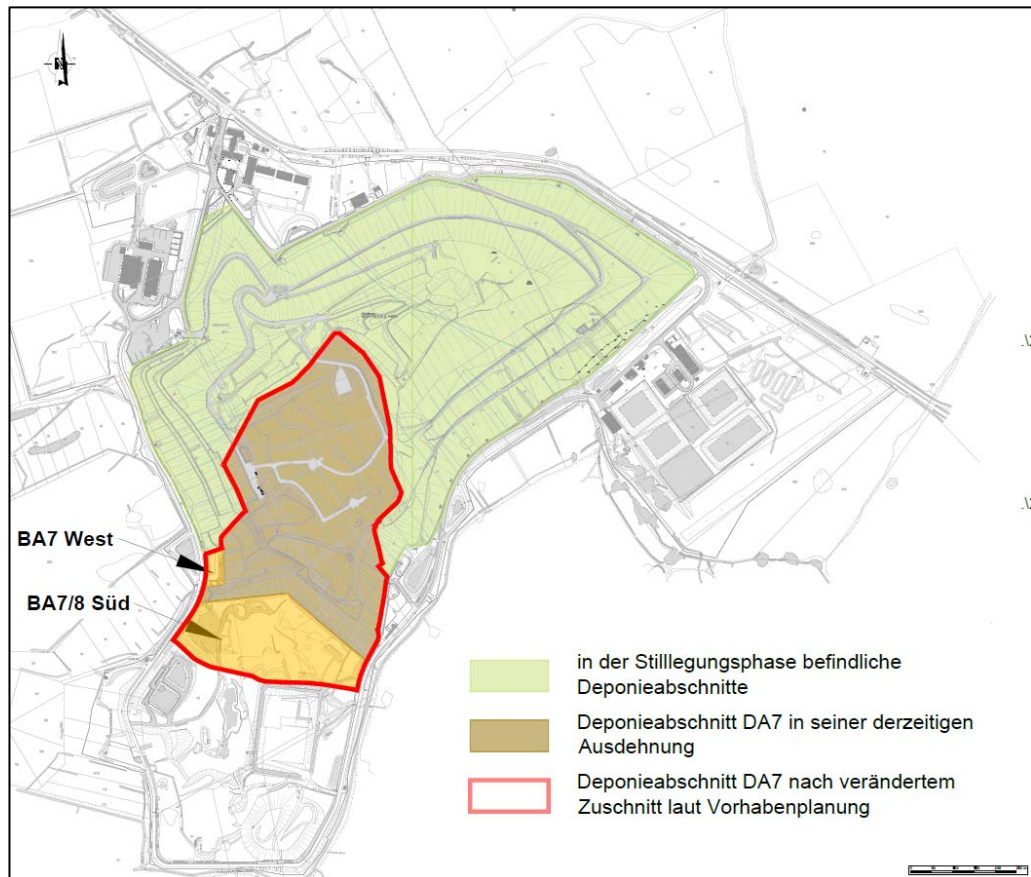 N
BA7 West
BA7/8 Süd
in der Stilllegungsphase befindliche
Deponieabschnitte
Deponieabschnitt DA7 in seiner derzeitigen
Ausdehnung
Deponieabschnitt DA7 nach verändertem
Zuschnitt laut Vorhabenplanung